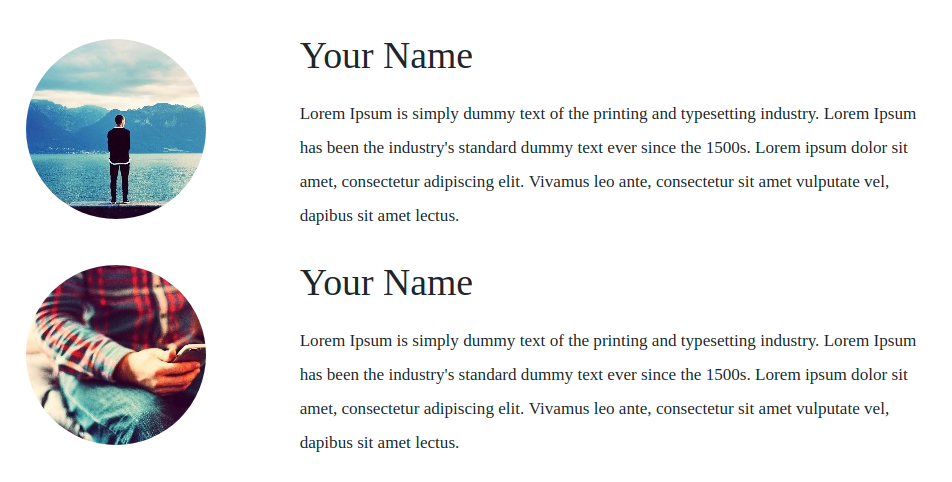 Your Name
Lorem Ipsum is simply dummy text of the printing and typesetting industry. Lorem Ipsum
has been the industry's standard dummy text ever since the 1500s. Lorem ipsum dolor sit
amet, consectetur adipiscing elit. Vivamus leo ante, consectetur sit amet vulputate vel,
dapibus sit amet lectus.
Your Name
Lorem Ipsum is simply dummy text of the printing and typesetting industry. Lorem Ipsum
has been the industry's standard dummy text ever since the 1500s. Lorem ipsum dolor sit
amet, consectetur adipiscing elit. Vivamus leo ante, consectetur sit amet vulputate vel,
dapibus sit amet lectus.